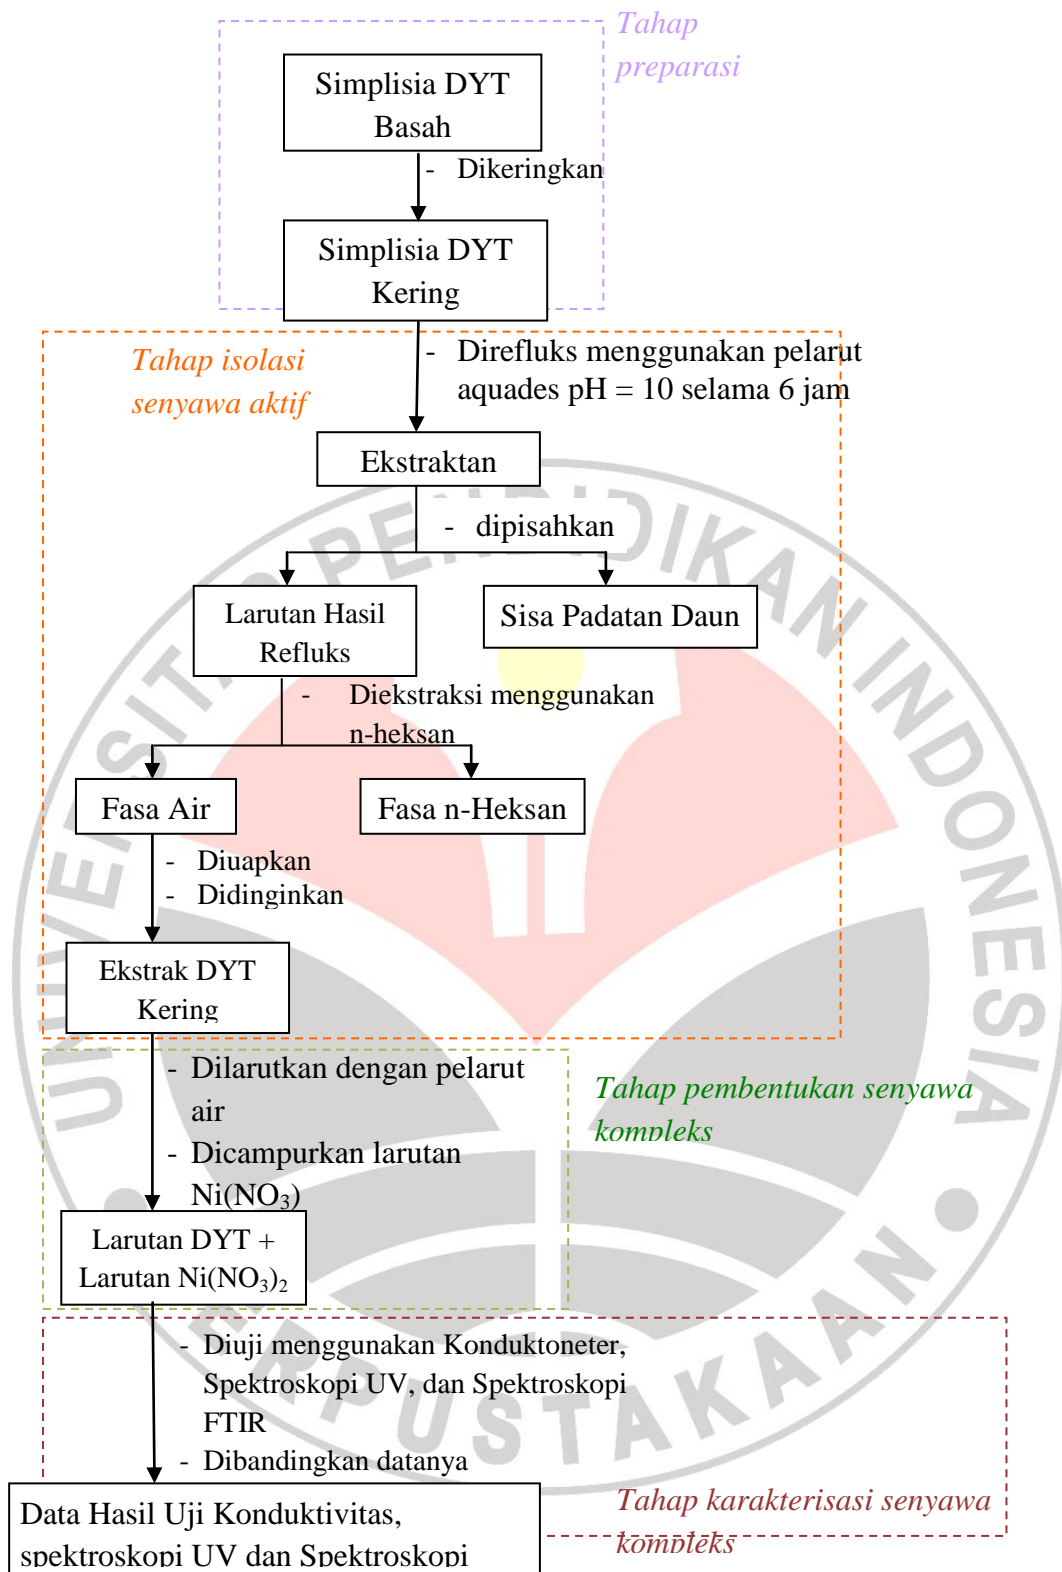 Tahap
preparasi
Simplisia DYT
Basah
- Dikeringkan
Simplisia DYT
Kering
Tahap isolasi
senyawa aktif
- Direfluks menggunakan pelarut
aquades pH = 10 selama 6 jam
Ekstraktan
- dipisahkan
Larutan Hasil
Refluks
Sisa Padatan Daun
- Diekstraksi menggunakan
n-heksan
Fasa Air
Fasa n-Heksan
- Diuapkan
- Didinginkan
Ekstrak DYT
Kering
- Dilarutkan dengan pelarut
air
- Dicampurkan larutan
Ni(NO₃)
Tahap pembentukan senyawa
kompleks
Larutan DYT +
Larutan Ni(NO₃)₂
- Diuji menggunakan Konduktoneter,
Spektroskopi UV, dan Spektroskopi
FTIR
- Dibandingkan datanya
Tahap karakterisasi senyawa
kompleks
Data Hasil Uji Konduktivitas,
spektroskopi UV dan Spektroskopi
UNIVERSITAS PENDIDIKAN INDONESIA
PERPUSTAKAAN